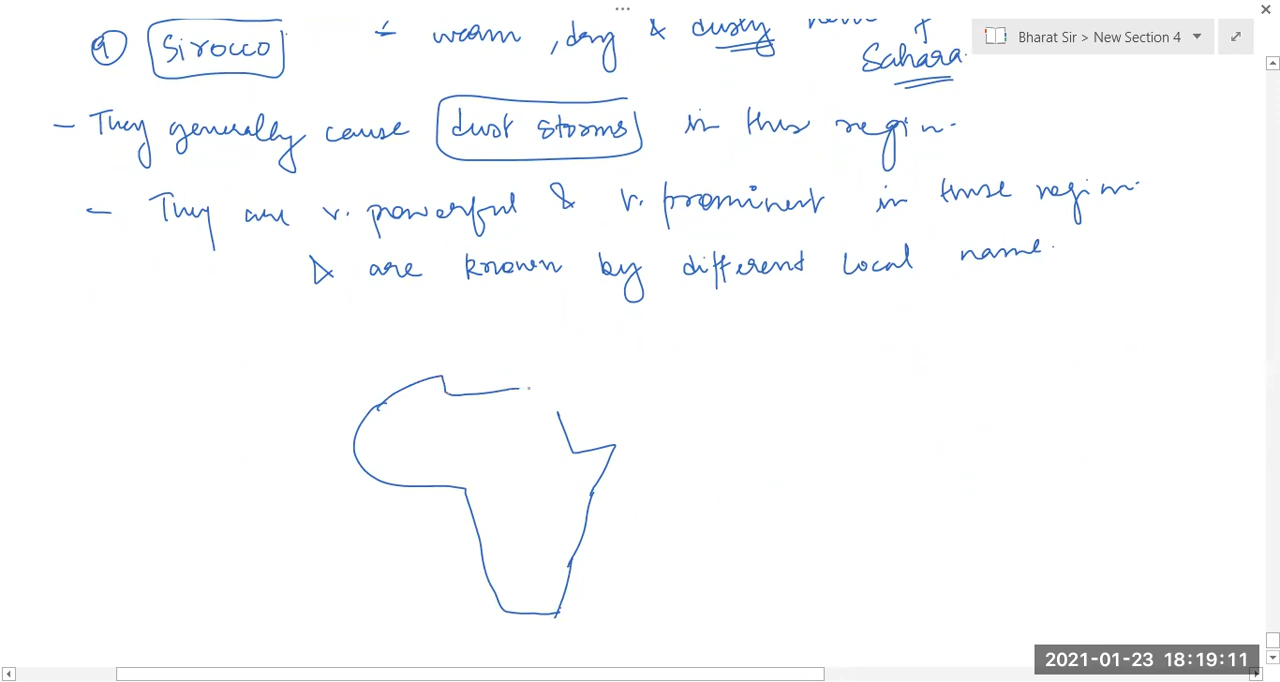 ...
Bharat Sir > New Section 4
9 Sirocco : warm, dry & dusty
Sahara.
- They generally cause dust storms in this region.
- They are v. powerful & v. prominent in these region.
& are known by different local name.
2021-01-23 18:19:11